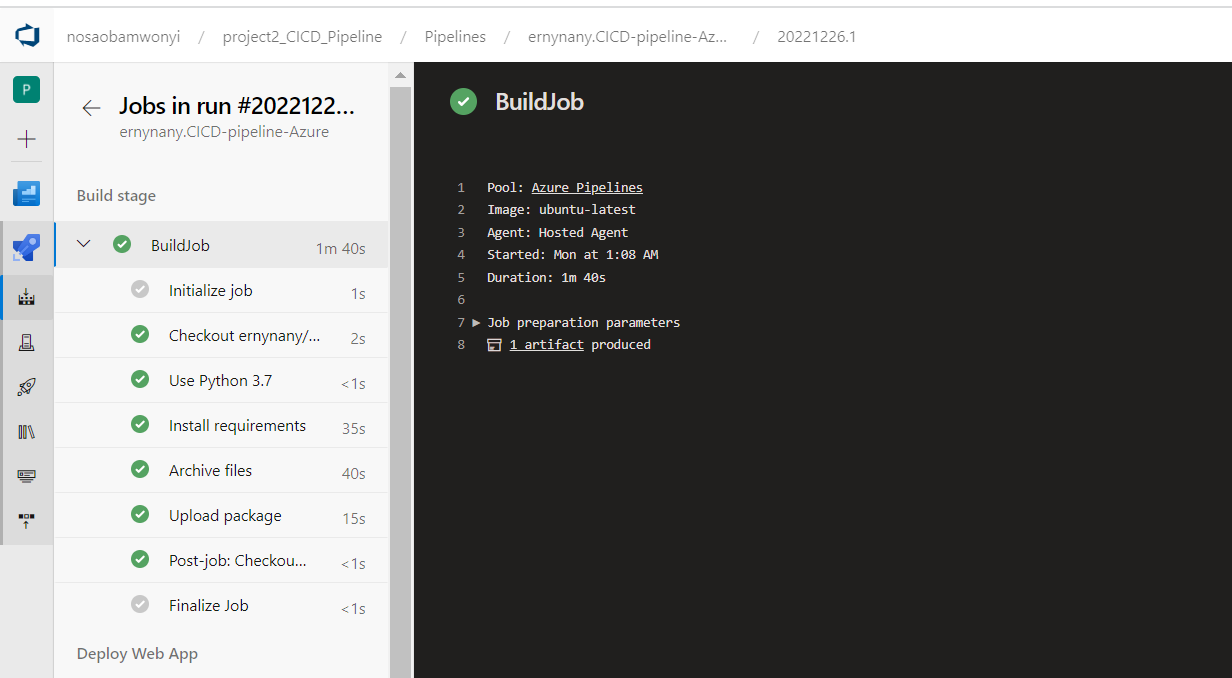 nosaobamwonyi / project2_CICD_Pipeline / Pipelines / ernynany.CICD-pipeline-Az... / 20221226.1
P
Jobs in run #2022122...
ernynany.CICD-pipeline-Azure
Build stage
BuildJob 1m 40s
Initialize job 1s
Checkout ernynany/... 2s
Use Python 3.7 <1s
Install requirements 35s
Archive files 40s
Upload package 15s
Post-job: Checkou... <1s
Finalize Job <1s
Deploy Web App
BuildJob
1 Pool: Azure Pipelines
2 Image: ubuntu-latest
3 Agent: Hosted Agent
4 Started: Mon at 1:08 AM
5 Duration: 1m 40s
6
7 Job preparation parameters
8 1 artifact produced